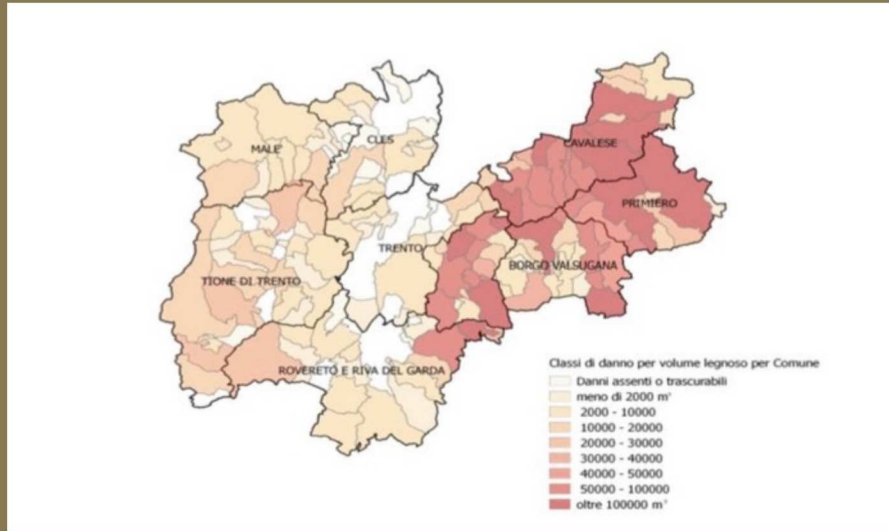 MALE'
CLES
CAVALESE
PRIMIERO
TRENTO
BORGO VALSUGANA
TIONE DI TRENTO
ROVERETO E RIVA DEL GARDA
Classi di danno per volume legnoso per Comune
Danni assenti o trascurabili
meno di 2000 m³
2000 - 10000
10000 - 20000
20000 - 30000
30000 - 40000
40000 - 50000
50000 - 100000
oltre 100000 m³